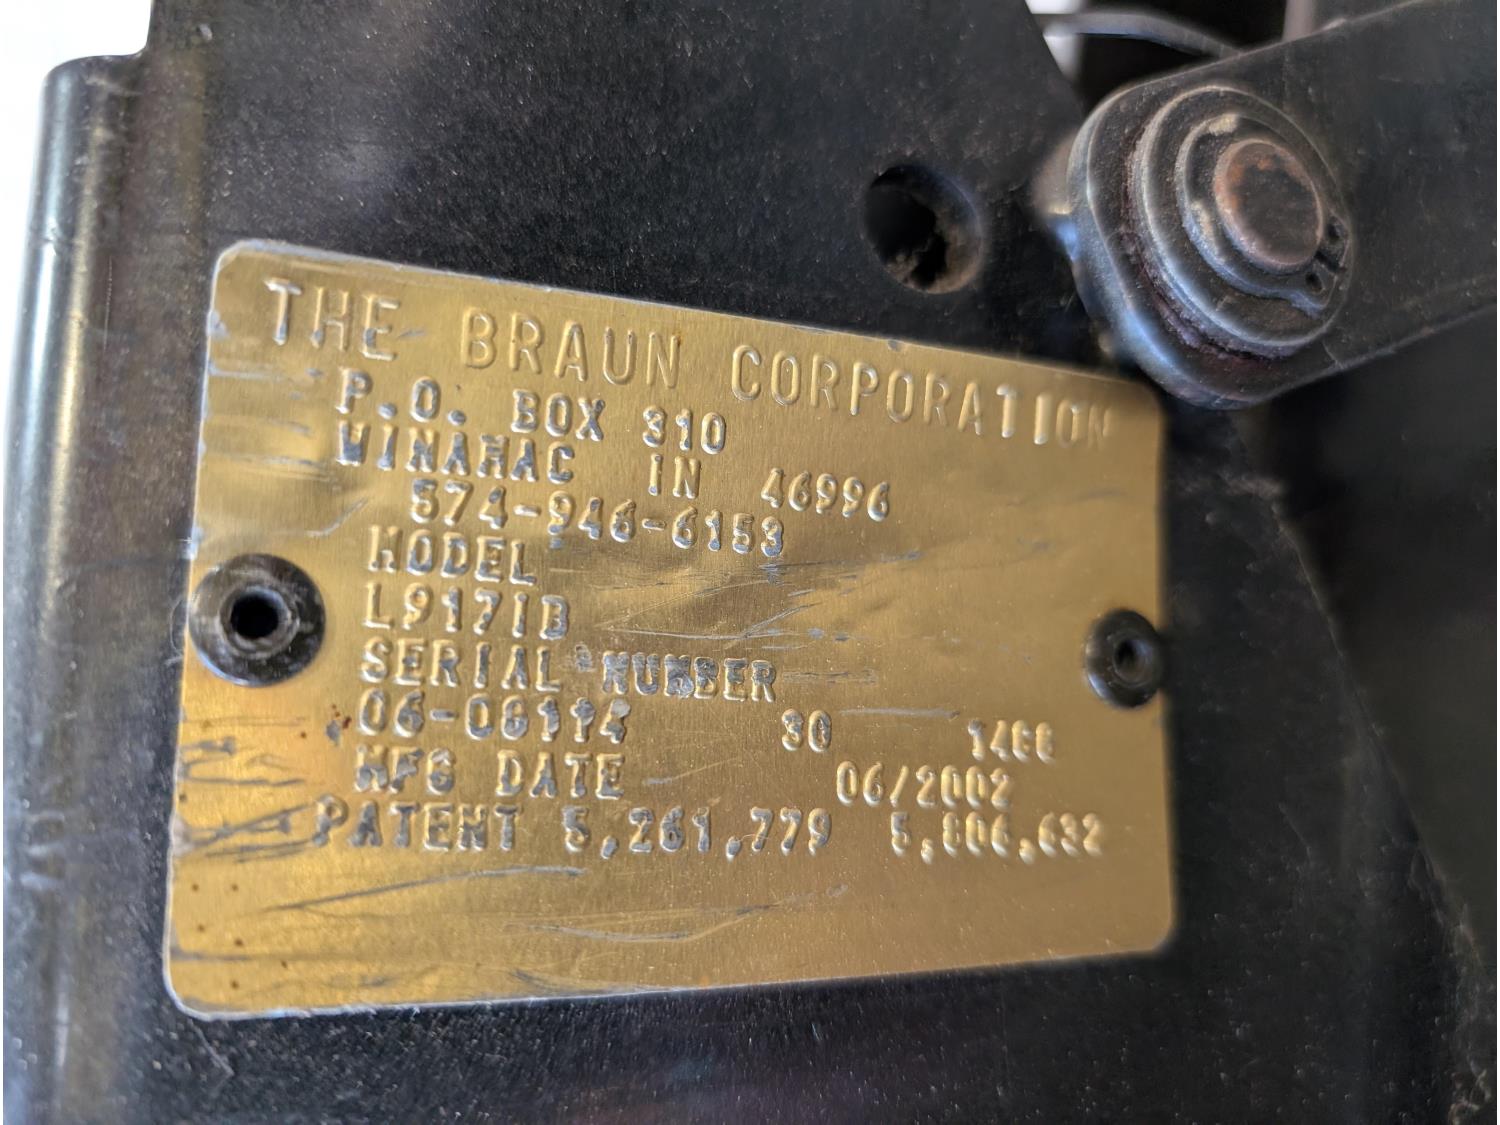 THE BRAUN CORPORATION
P.O. BOX 310
WINAMAC IN 46996
574-946-6153
MODEL
L917IB
SERIAL NUMBER
06-08114 30
MFG DATE 06/2002
PATENT 5,261,779 5,806,632